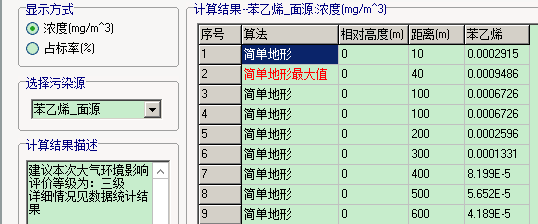 显示方式
浓度(mg/m^3)
占标率(%)
选择污染源
苯乙烯_面源
计算结果描述
建议本次大气环境影响
评价等级为：三级
详细情况见数据统计结
果
计算结果--苯乙烯_面源:浓度(mg/m^3)
序号 算法 相对高度(m) 距离(m) 苯乙烯
1 简单地形 0 10 0.0002915
2 简单地形最大值 0 40 0.0009486
3 简单地形 0 100 0.0006726
4 简单地形 0 100 0.0006726
5 简单地形 0 200 0.0002596
6 简单地形 0 300 0.0001331
7 简单地形 0 400 8.199E-5
8 简单地形 0 500 5.652E-5
9 简单地形 0 600 4.189E-5